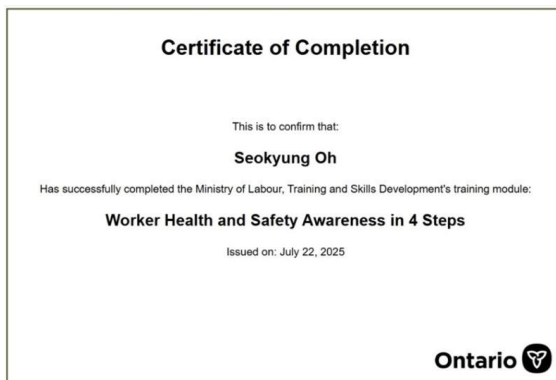 Certificate of Completion
This is to confirm that:
Seokyung Oh
Has successfully completed the Ministry of Labour, Training and Skills Development's training module:
Worker Health and Safety Awareness in 4 Steps
Issued on: July 22, 2025
Ontario